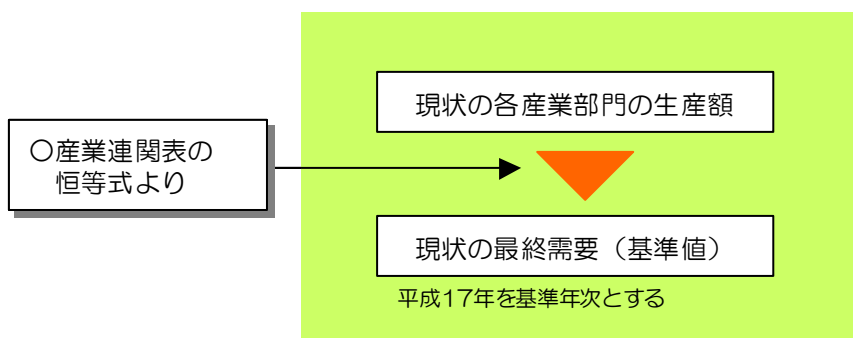 〇産業連関表の
恒等式より
現状の各産業部門の生産額
現状の最終需要（基準値）
平成17年を基準年次とする